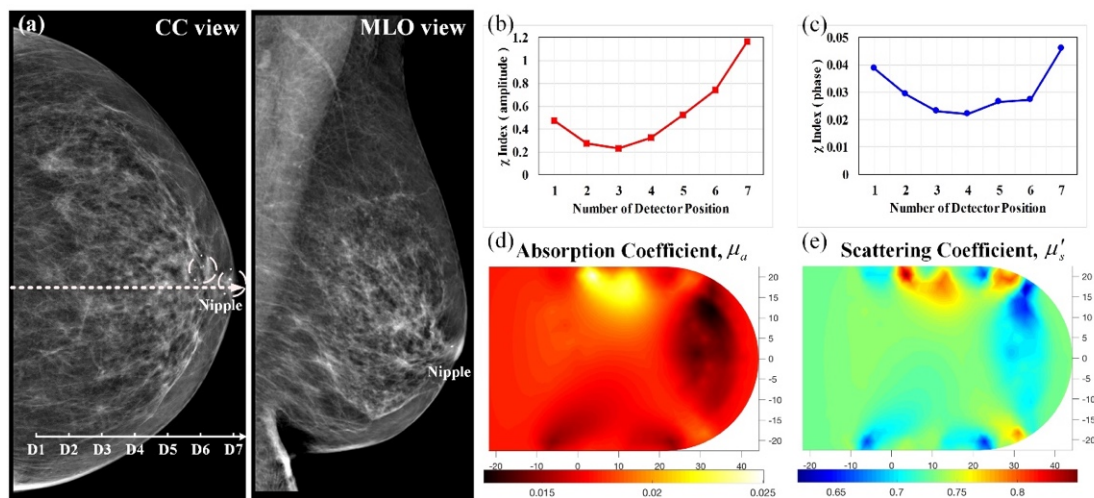 (a)
CC view
MLO view
Nipple
Nipple
D1 D2 D3 D4 D5 D6 D7
(b)
χ Index ( amplitude )
1.2
1
0.8
0.6
0.4
0.2
0
1 2 3 4 5 6 7
Number of Detector Position
(c)
χ Index ( phase )
0.05
0.04
0.03
0.02
0.01
0
1 2 3 4 5 6 7
Number of Detector Position
(d)
Absorption Coefficient, μa
20
15
10
5
0
-5
-10
-15
-20
-20 -10 0 10 20 30 40
0.015 0.02 0.025
(e)
Scattering Coefficient, μ′s
20
15
10
5
0
-5
-10
-15
-20
-20 -10 0 10 20 30 40
0.65 0.7 0.75 0.8